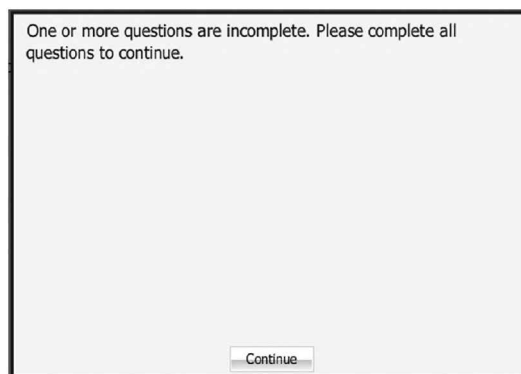 One or more questions are incomplete. Please complete all
questions to continue.
Continue